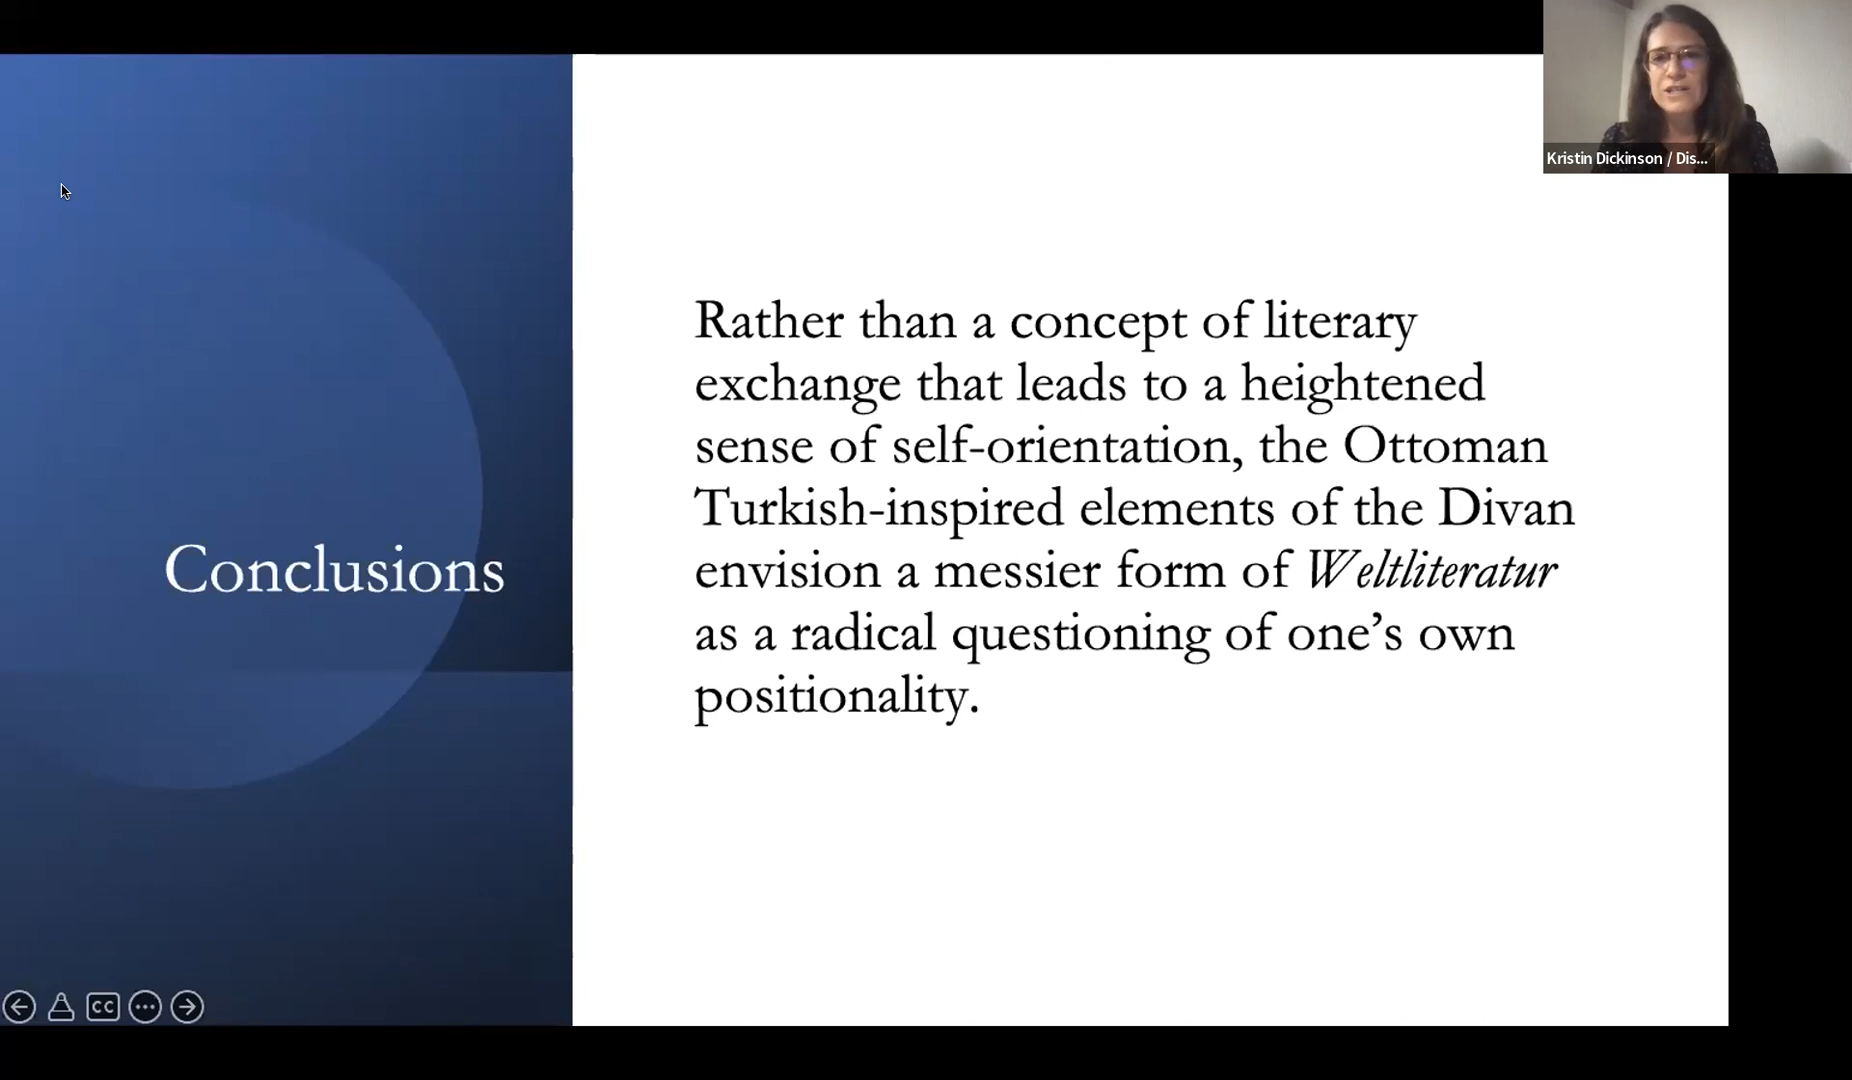 Kristin Dickinson / Dis...
Conclusions
Rather than a concept of literary
exchange that leads to a heightened
sense of self-orientation, the Ottoman
Turkish-inspired elements of the Divan
envision a messier form of Weltliteratur
as a radical questioning of one’s own
positionality.
CC